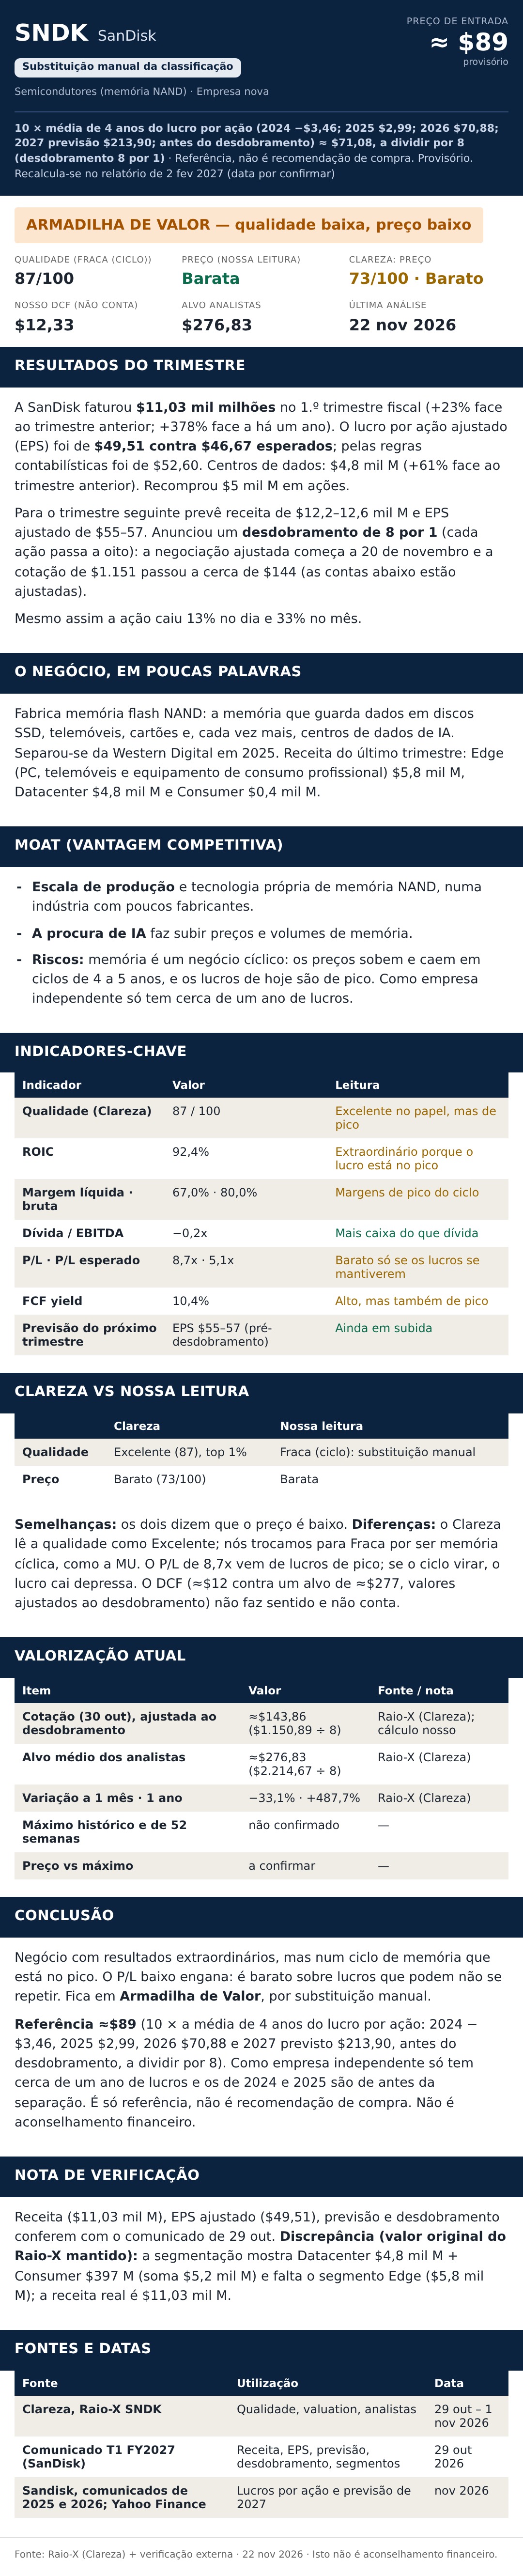 SNDK SanDisk
PREÇO DE ENTRADA
≈ $89
provisório
Substituição manual da classificação
Semicondutores (memória NAND) · Empresa nova
10 × média de 4 anos do lucro por ação (2024 −$3,46; 2025 $2,99; 2026 $70,88;
2027 previsão $213,90; antes do desdobramento) ≈ $71,08, a dividir por 8
(desdobramento 8 por 1) · Referência, não é recomendação de compra. Provisório.
Recalcula-se no relatório de 2 fev 2027 (data por confirmar)
ARMADILHA DE VALOR — qualidade baixa, preço baixo
QUALIDADE (FRACA (CICLO)) PREÇO (NOSSA LEITURA) CLAREZA: PREÇO
87/100 Barata 73/100 · Barato
NOSSO DCF (NÃO CONTA) ALVO ANALISTAS ÚLTIMA ANÁLISE
$12,33 $276,83 22 nov 2026
RESULTADOS DO TRIMESTRE
A SanDisk faturou $11,03 mil milhões no 1.º trimestre fiscal (+23% face
ao trimestre anterior; +378% face a há um ano). O lucro por ação ajustado
(EPS) foi de $49,51 contra $46,67 esperados; pelas regras
contabilísticas foi de $52,60. Centros de dados: $4,8 mil M (+61% face ao
trimestre anterior). Recomprou $5 mil M em ações.
Para o trimestre seguinte prevê receita de $12,2–12,6 mil M e EPS
ajustado de $55–57. Anunciou um desdobramento de 8 por 1 (cada
ação passa a oito): a negociação ajustada começa a 20 de novembro e a
cotação de $1.151 passou a cerca de $144 (as contas abaixo estão
ajustadas).
Mesmo assim a ação caiu 13% no dia e 33% no mês.
O NEGÓCIO, EM POUCAS PALAVRAS
Fabrica memória flash NAND: a memória que guarda dados em discos
SSD, telemóveis, cartões e, cada vez mais, centros de dados de IA.
Separou-se da Western Digital em 2025. Receita do último trimestre: Edge
(PC, telemóveis e equipamento de consumo profissional) $5,8 mil M,
Datacenter $4,8 mil M e Consumer $0,4 mil M.
MOAT (VANTAGEM COMPETITIVA)
- Escala de produção e tecnologia própria de memória NAND, numa
indústria com poucos fabricantes.
- A procura de IA faz subir preços e volumes de memória.
- Riscos: memória é um negócio cíclico: os preços sobem e caem em
ciclos de 4 a 5 anos, e os lucros de hoje são de pico. Como empresa
independente só tem cerca de um ano de lucros.
INDICADORES-CHAVE
Indicador Valor Leitura
Qualidade (Clareza) 87 / 100 Excelente no papel, mas de
pico
ROIC 92,4% Extraordinário porque o
lucro está no pico
Margem líquida · 67,0% · 80,0% Margens de pico do ciclo
bruta
Dívida / EBITDA −0,2x Mais caixa do que dívida
P/L · P/L esperado 8,7x · 5,1x Barato só se os lucros se
mantiverem
FCF yield 10,4% Alto, mas também de pico
Previsão do próximo EPS $55–57 (pré- Ainda em subida
trimestre desdobramento)
CLAREZA VS NOSSA LEITURA
Clareza Nossa leitura
Qualidade Excelente (87), top 1% Fraca (ciclo): substituição manual
Preço Barato (73/100) Barata
Semelhanças: os dois dizem que o preço é baixo. Diferenças: o Clareza
lê a qualidade como Excelente; nós trocamos para Fraca por ser memória
cíclica, como a MU. O P/L de 8,7x vem de lucros de pico; se o ciclo virar, o
lucro cai depressa. O DCF (≈$12 contra um alvo de ≈$277, valores
ajustados ao desdobramento) não faz sentido e não conta.
VALORIZAÇÃO ATUAL
Item Valor Fonte / nota
Cotação (30 out), ajustada ao ≈$143,86 Raio-X (Clareza);
desdobramento ($1.150,89 ÷ 8) cálculo nosso
Alvo médio dos analistas ≈$276,83 Raio-X (Clareza)
($2.214,67 ÷ 8)
Variação a 1 mês · 1 ano −33,1% · +487,7% Raio-X (Clareza)
Máximo histórico e de 52 não confirmado —
semanas
Preço vs máximo a confirmar —
CONCLUSÃO
Negócio com resultados extraordinários, mas num ciclo de memória que
está no pico. O P/L baixo engana: é barato sobre lucros que podem não se
repetir. Fica em Armadilha de Valor, por substituição manual.
Referência ≈$89 (10 × a média de 4 anos do lucro por ação: 2024 −
$3,46, 2025 $2,99, 2026 $70,88 e 2027 previsto $213,90, antes do
desdobramento, a dividir por 8). Como empresa independente só tem
cerca de um ano de lucros e os de 2024 e 2025 são de antes da
separação. É só referência, não é recomendação de compra. Não é
aconselhamento financeiro.
NOTA DE VERIFICAÇÃO
Receita ($11,03 mil M), EPS ajustado ($49,51), previsão e desdobramento
conferem com o comunicado de 29 out. Discrepância (valor original do
Raio-X mantido): a segmentação mostra Datacenter $4,8 mil M +
Consumer $397 M (soma $5,2 mil M) e falta o segmento Edge ($5,8 mil
M); a receita real é $11,03 mil M.
FONTES E DATAS
Fonte Utilização Data
Clareza, Raio-X SNDK Qualidade, valuation, analistas 29 out – 1
nov 2026
Comunicado T1 FY2027 Receita, EPS, previsão, 29 out
(SanDisk) desdobramento, segmentos 2026
Sandisk, comunicados de Lucros por ação e previsão de nov 2026
2025 e 2026; Yahoo Finance 2027
Fonte: Raio-X (Clareza) + verificação externa · 22 nov 2026 · Isto não é aconselhamento financeiro.